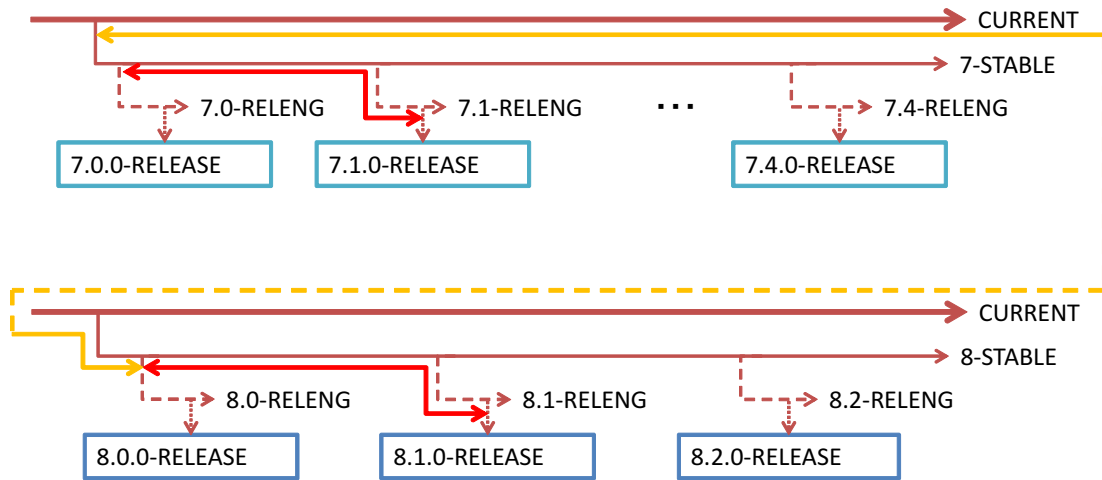 CURRENT
7-STABLE
7.0-RELENG
7.1-RELENG
...
7.4-RELENG
7.0.0-RELEASE
7.1.0-RELEASE
7.4.0-RELEASE
CURRENT
8-STABLE
8.0-RELENG
8.1-RELENG
8.2-RELENG
8.0.0-RELEASE
8.1.0-RELEASE
8.2.0-RELEASE